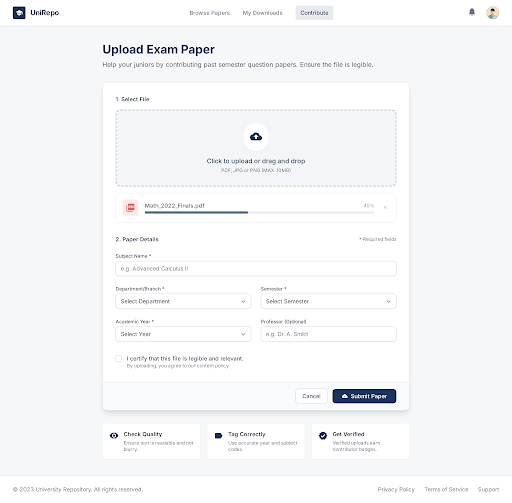 UniRepo
Browse Papers
My Downloads
Contribute
Upload Exam Paper
Help your juniors by contributing past semester question papers. Ensure the file is legible.
1. Select File
Click to upload or drag and drop
PDF, JPG or PNG (MAX. 10MB)
Math_2022_Finals.pdf
45%
2. Paper Details
* Required fields
Subject Name *
e.g. Advanced Calculus II
Department/Branch *
Semester *
Select Department
Select Semester
Academic Year *
Professor (Optional)
Select Year
e.g. Dr. A. Smith
I certify that this file is legible and relevant.
By uploading, you agree to our content policy.
Cancel
Submit Paper
Check Quality
Ensure text is readable and not
blurry.
Tag Correctly
Use accurate year and subject
codes.
Get Verified
Verified uploads earn
contributor badges.
© 2023 University Repository. All rights reserved.
Privacy Policy
Terms of Service
Support